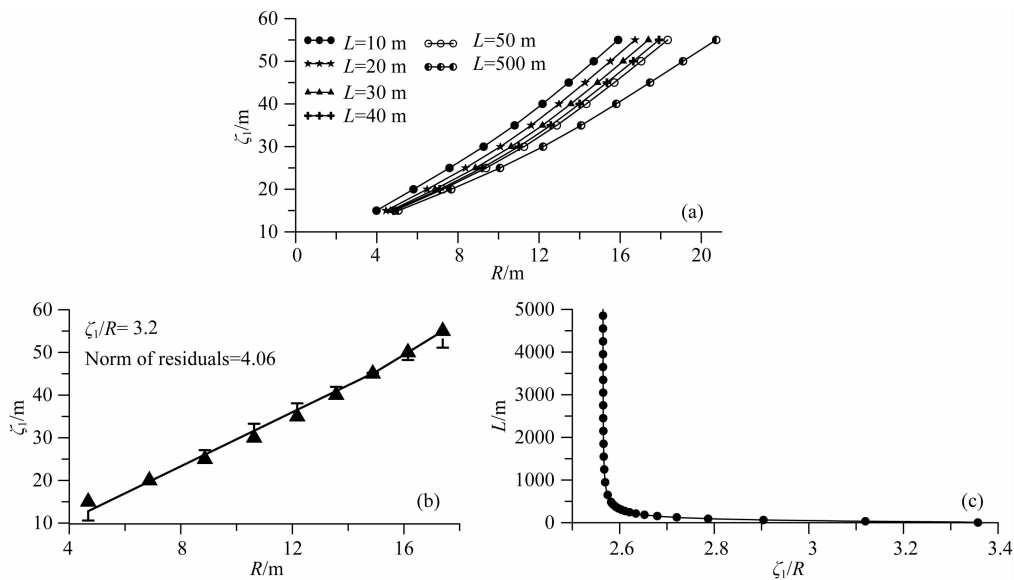 60
50
40
30
20
10
ζ₁/m
L=10 m
L=20 m
L=30 m
L=40 m
L=50 m
L=500 m
(a)
0 4 8 12 16 20
R/m
60
50
40
30
20
10
ζ₁/m
ζ₁/R= 3.2
Norm of residuals=4.06
(b)
4 8 12 16
R/m
5000
4000
3000
2000
1000
0
L/m
(c)
2.6 2.8 3 3.2 3.4
ζ₁/R